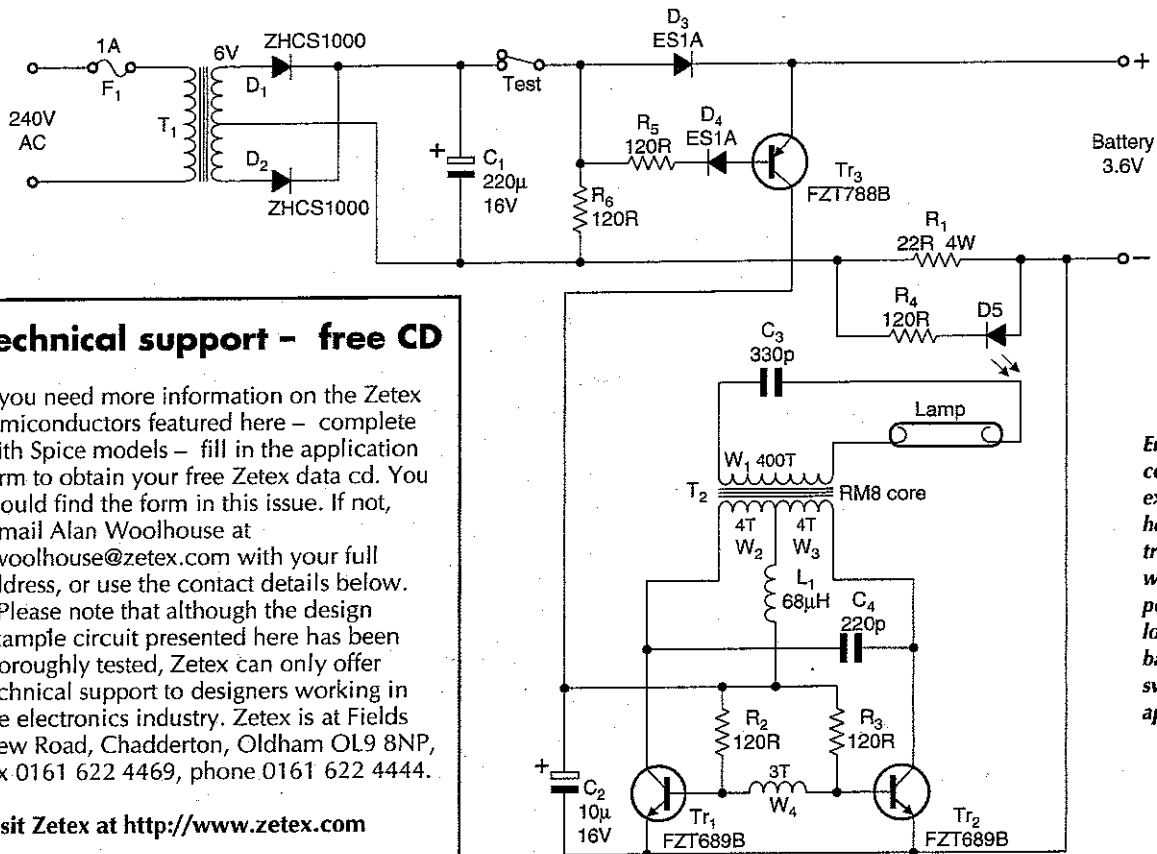 1A
F1
240V
AC
T1
6V
ZHCS1000
D1
D2
ZHCS1000
+
C1
220µ
16V
Test
D3
ES1A
R5
120R
D4
ES1A
R6
120R
Tr3
FZT788B
+
Battery
3.6V
–
R1
22R 4W
R4
120R
D5
C3
330p
Lamp
W1 400T
T2
RM8 core
4T
W2
4T
W3
L1
68µH
C4
220p
R2
120R
R3
120R
3T
W4
+
C2
10µ
16V
Tr1
FZT689B
Tr2
FZT689B
echnical support – free CD
you need more information on the Zetex
emiconductors featured here – complete
ith Spice models – fill in the application
rm to obtain your free Zetex data cd. You
ould find the form in this issue. If not,
mail Alan Woolhouse at
woolhouse@zetex.com with your full
ddress, or use the contact details below.
Please note that although the design
xample circuit presented here has been
oroughly tested, Zetex can only offer
chnical support to designers working in
e electronics industry. Zetex is at Fields
ew Road, Chadderton, Oldham OL9 8NP,
x 0161 622 4469, phone 0161 622 4444.
sit Zetex at http://www.zetex.com